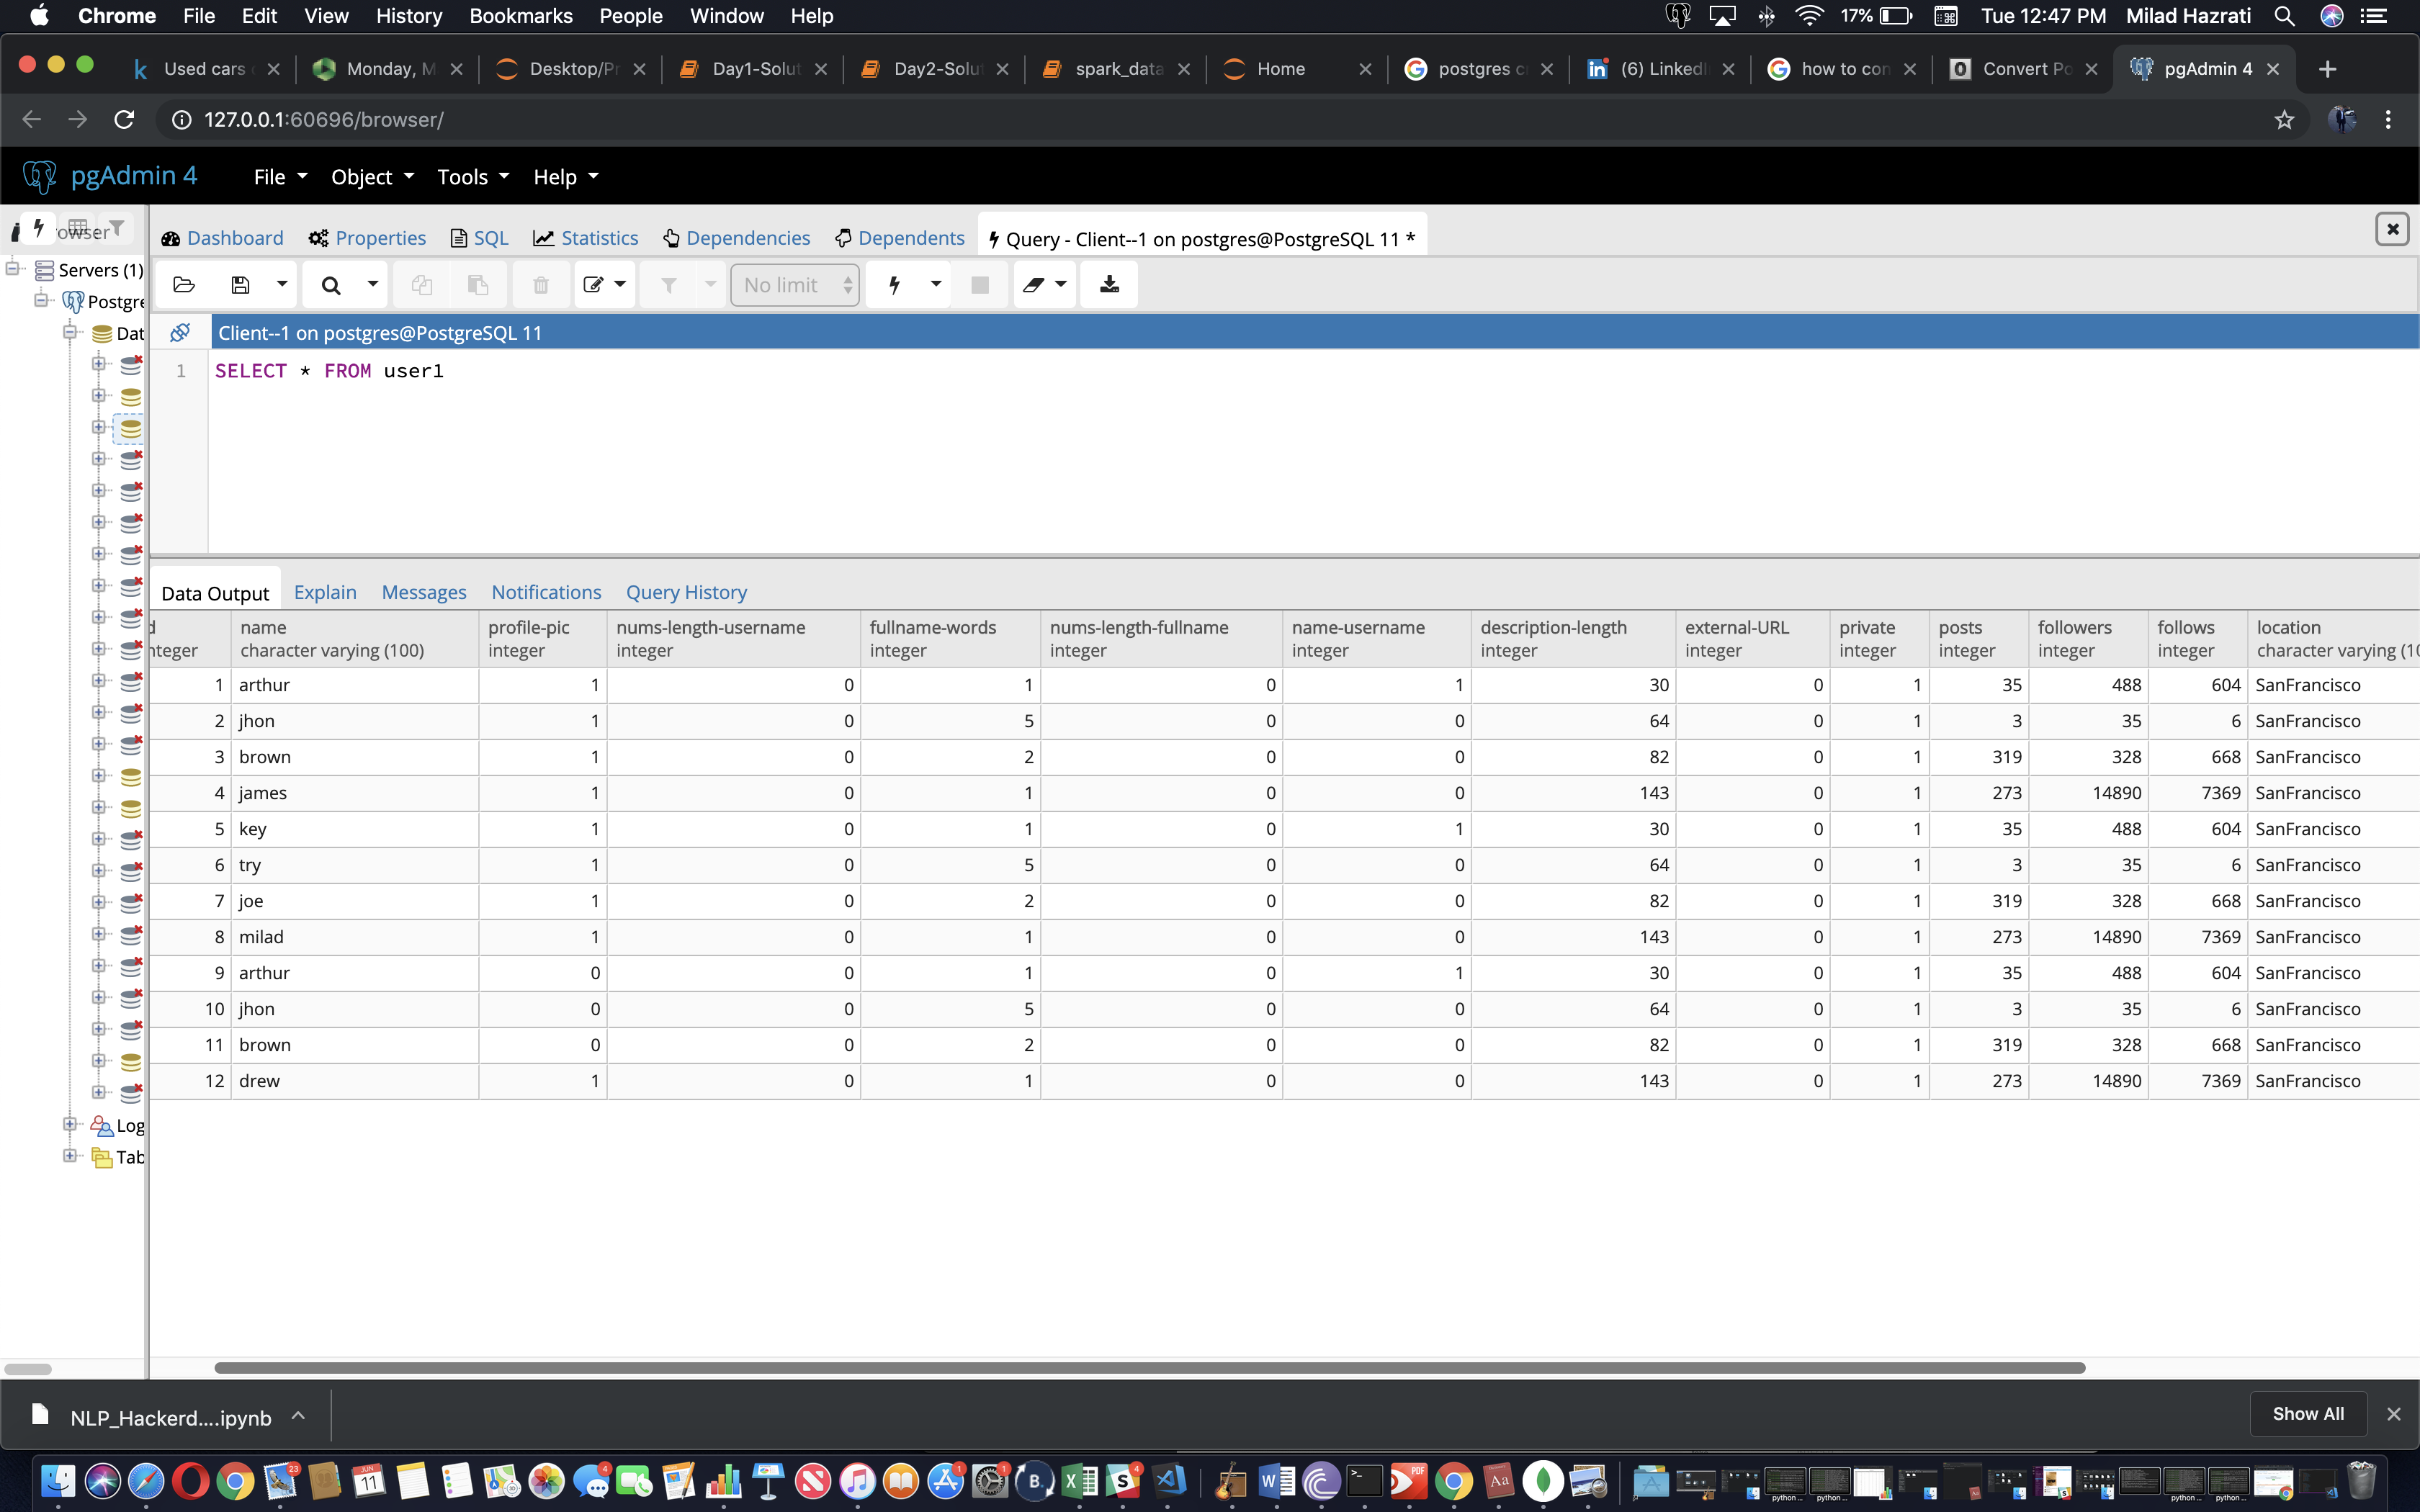 Chrome File Edit View History Bookmarks People Window Help 17% Tue 12:47 PM Milad Hazrati
k Used cars Monday, M Desktop/Pr Day1-Solut Day2-Solut spark_data Home postgres c (6) LinkedI how to con Convert Po pgAdmin 4
127.0.0.1:60696/browser/
pgAdmin 4 File Object Tools Help
rowser Dashboard Properties SQL Statistics Dependencies Dependents Query - Client--1 on postgres@PostgreSQL 11 *
Servers (1)
No limit
Postgre
Dat
Client--1 on postgres@PostgreSQL 11
1 SELECT * FROM user1
Data Output Explain Messages Notifications Query History
d name profile-pic nums-length-username fullname-words nums-length-fullname name-username description-length external-URL private posts followers follows location
nteger character varying (100) integer integer integer integer integer integer integer integer integer integer integer character varying (10
1 arthur 1 0 1 0 1 30 0 1 35 488 604 SanFrancisco
2 jhon 1 0 5 0 0 64 0 1 3 35 6 SanFrancisco
3 brown 1 0 2 0 0 82 0 1 319 328 668 SanFrancisco
4 james 1 0 1 0 0 143 0 1 273 14890 7369 SanFrancisco
5 key 1 0 1 0 1 30 0 1 35 488 604 SanFrancisco
6 try 1 0 5 0 0 64 0 1 3 35 6 SanFrancisco
7 joe 1 0 2 0 0 82 0 1 319 328 668 SanFrancisco
8 milad 1 0 1 0 0 143 0 1 273 14890 7369 SanFrancisco
9 arthur 0 0 1 0 1 30 0 1 35 488 604 SanFrancisco
10 jhon 0 0 5 0 0 64 0 1 3 35 6 SanFrancisco
11 brown 0 0 2 0 0 82 0 1 319 328 668 SanFrancisco
12 drew 1 0 1 0 0 143 0 1 273 14890 7369 SanFrancisco
Log
Tab
NLP_Hackerd....ipynb Show All
23 JUN 11 4 1 1 B. X S 4 W PDF Aa
python ... python ... python ... python ...